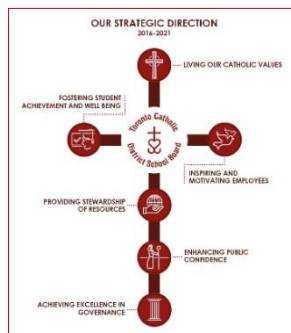 OUR STRATEGIC DIRECTION
2016-2021
LIVING OUR CATHOLIC VALUES
FOSTERING STUDENT
ACHIEVEMENT AND WELL BEING
Toronto Catholic
District School Board
INSPIRING AND
MOTIVATING EMPLOYEES
PROVIDING STEWARDSHIP
OF RESOURCES
ENHANCING PUBLIC
CONFIDENCE
ACHIEVING EXCELLENCE IN
GOVERNANCE